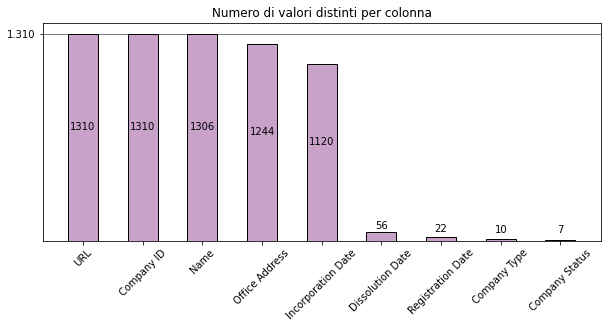 Numero di valori distinti per colonna
1.310
1310
1310
1306
1244
1120
56
22
10
7
URL
Company ID
Name
Office Address
Incorporation Date
Dissolution Date
Registration Date
Company Type
Company Status